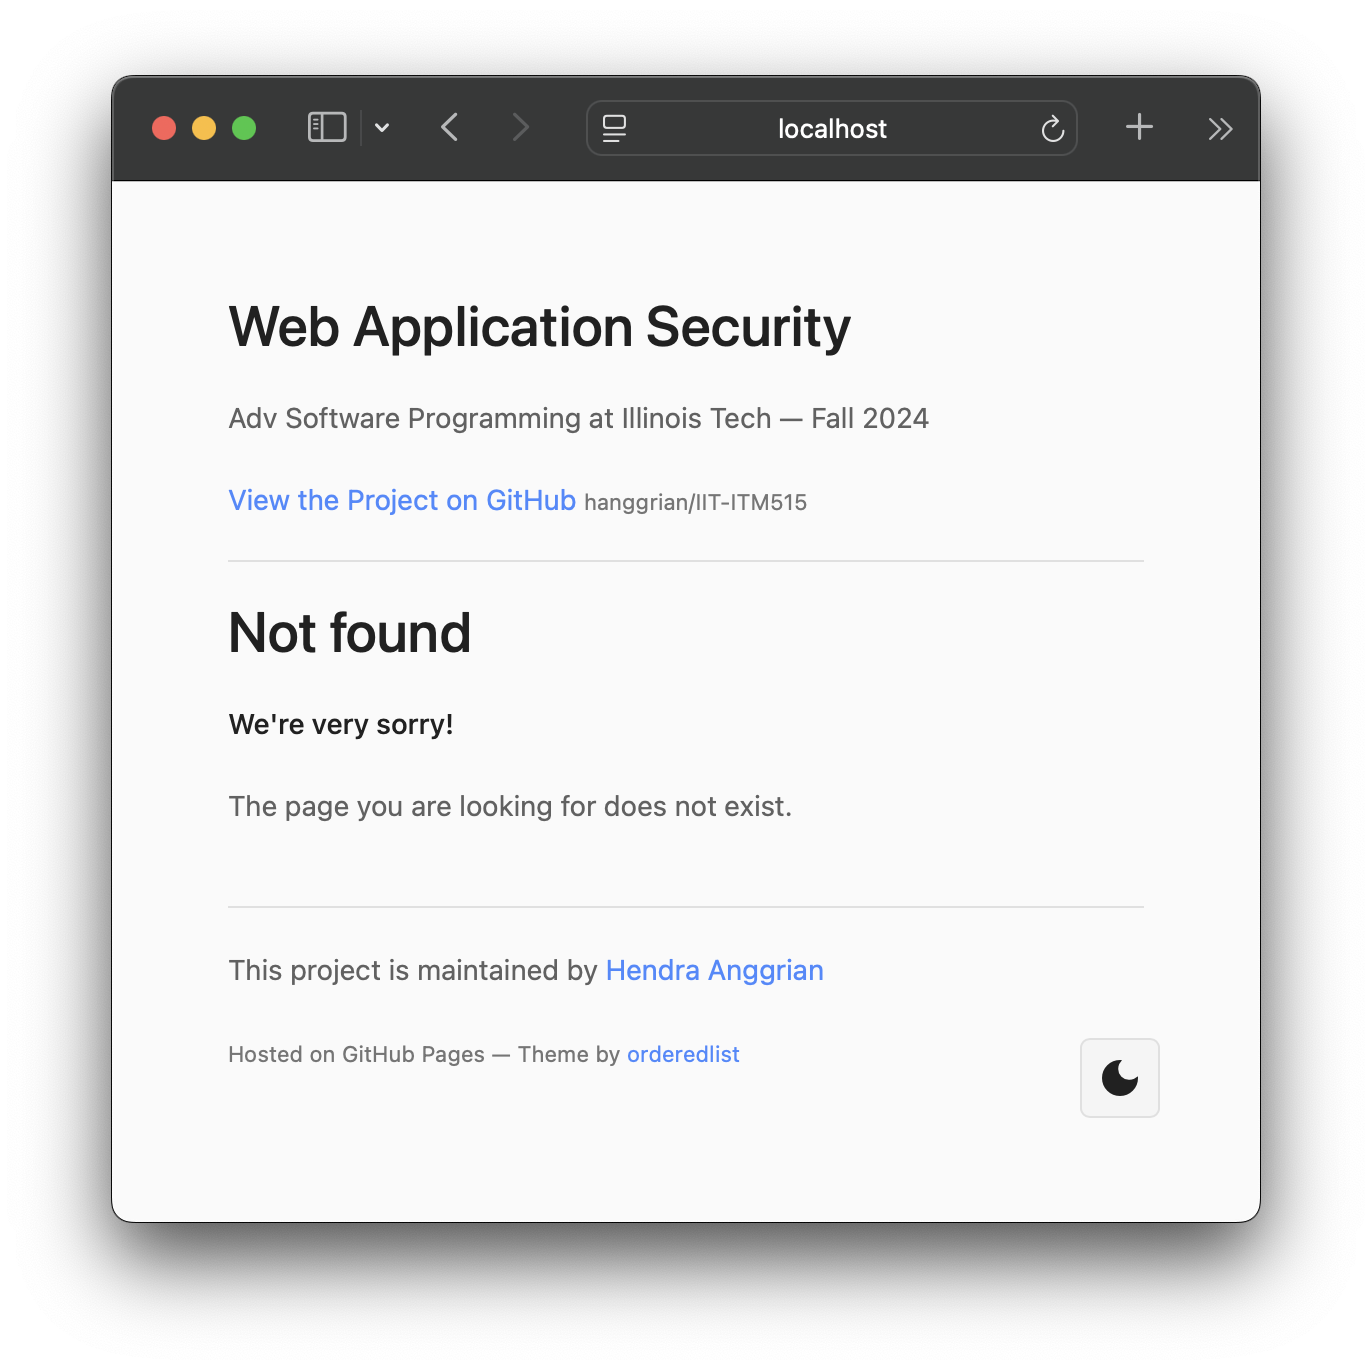 localhost
Web Application Security
Adv Software Programming at Illinois Tech — Fall 2024
View the Project on GitHub hanggrian/IIT-ITM515
Not found
We're very sorry!
The page you are looking for does not exist.
This project is maintained by Hendra Anggrian
Hosted on GitHub Pages — Theme by orderedlist